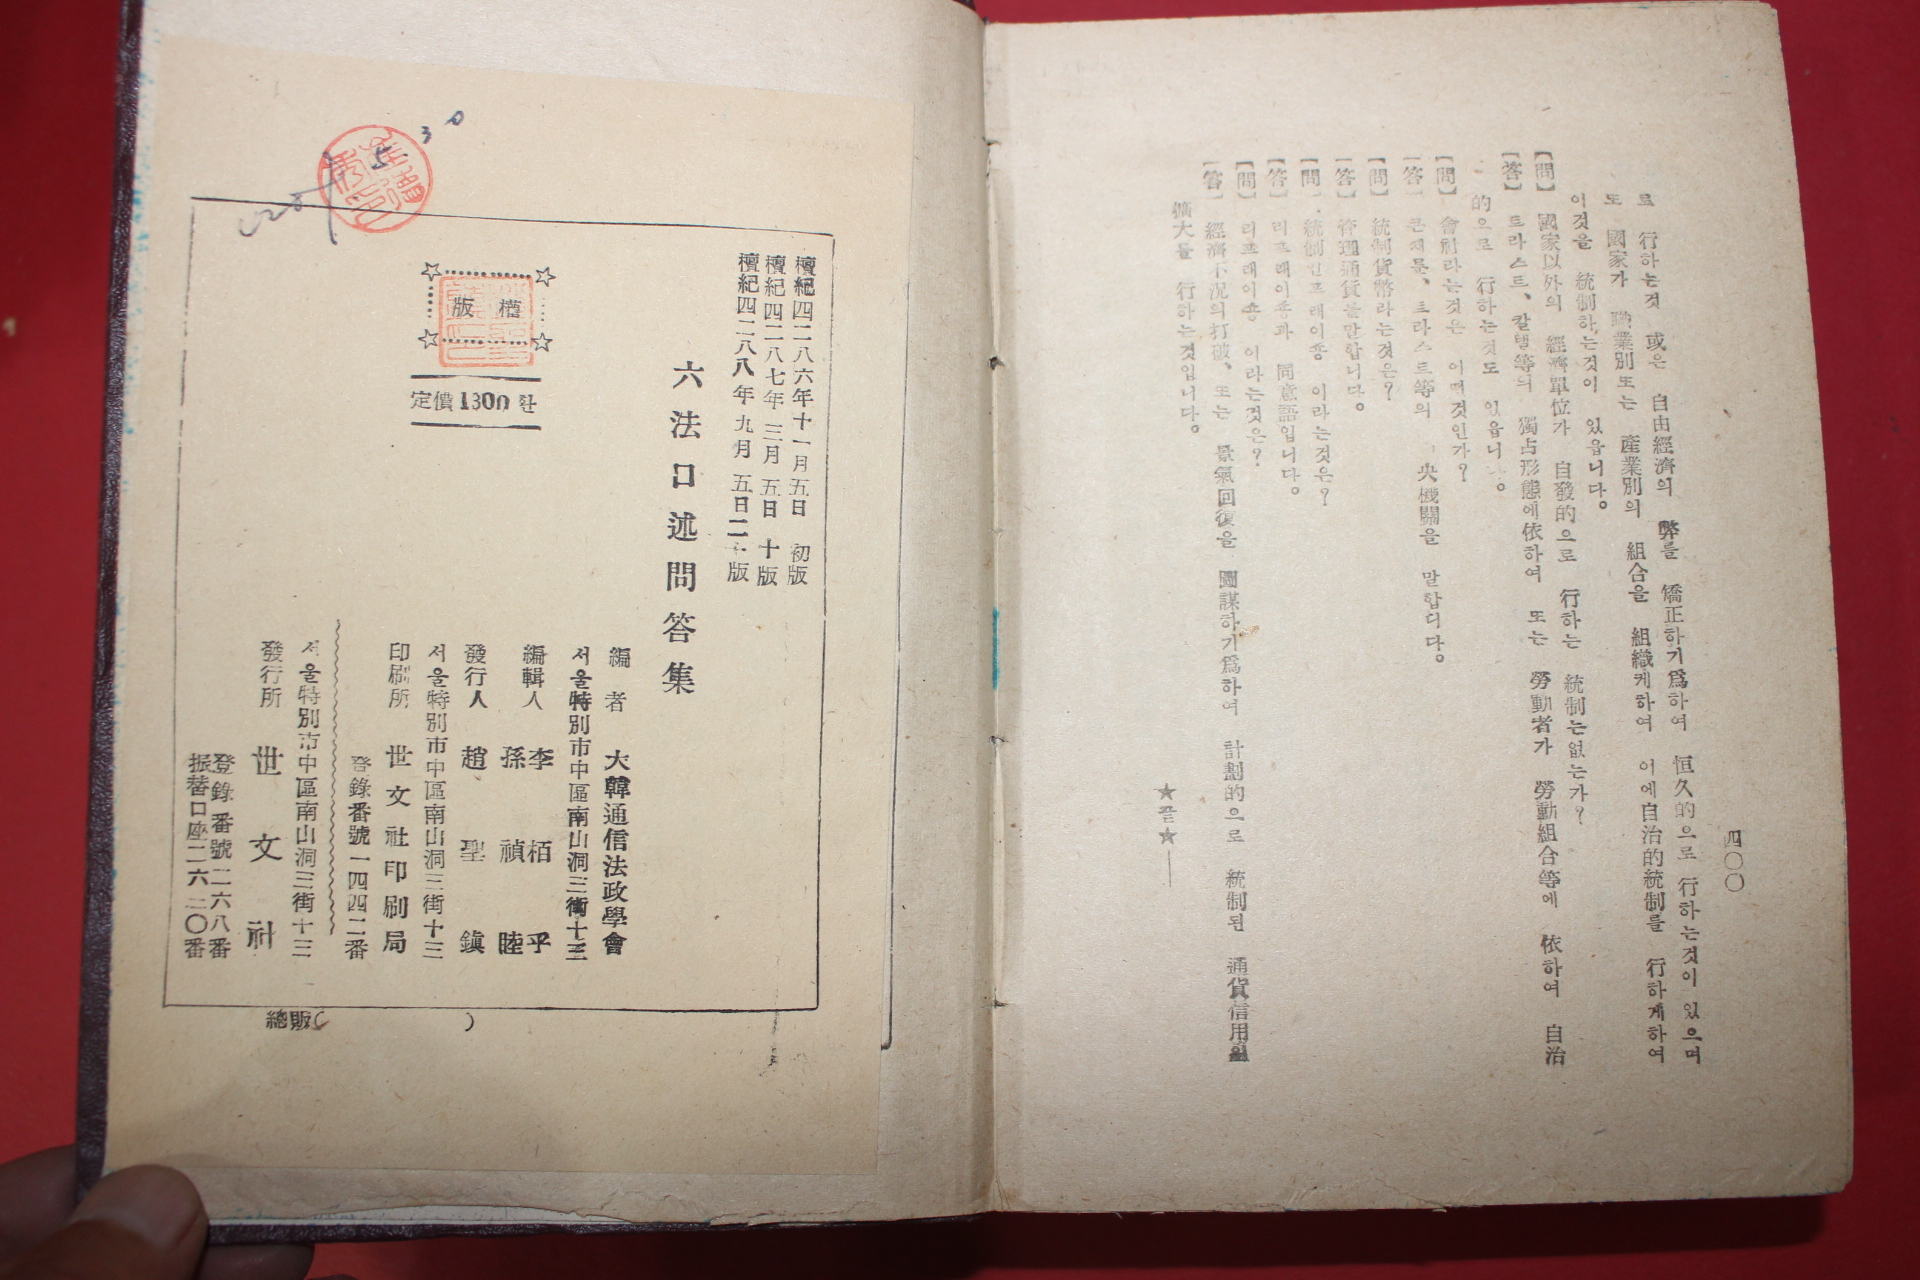 四〇〇
로 行하는것 或은 自由經濟의 弊를 矯正하기爲하여 恒久的으로 行하는것이 있으며
또 國家가 職業別또는 產業別의 組合을 組織케하여 이에自治的統制를 行하게하여
이것을 統制하는것이 있읍니다。
【問】 國家以外의 經濟單位가 自發的으로 行하는 統制는없는가?
【答】 트라스트、칼텔等의 獨占形態에依하여 또는 勞動者가 勞動組合等에 依하여 自治
的으로 行하는것도 있읍니다。
【問】 會社라는것은 어떠것인가?
【答】 콘체른、트라스트等의 央機關을 말합니다。
【問】 統制貨幣라는것은?
【答】 管理通貨를말합니다。
【問】 統制인프레이숀 이라는것은?
【答】 리프레이숀과 同意語입니다。
【問】 리프레이숀 이라는것은?
【答】 經濟不況의打破、또는 景氣回復을 圖謀하기爲하여 計劃的으로 統制된 通貨信用의
擴大를 行하는것입니다。
★끝★
檀紀四二八六年十一月五日 初版
檀紀四二八七年 三月 五日 十版
檀紀四二八八年 九月 五日二十版
六法口述問答集
編者 大韓通信法政學會
서울特別市中區南山洞三街十三
編輯人 李栢乎
孫禎睦
發行人 趙聖鎭
서울特別市中區南山洞三街十三
印刷所 世文社印刷局
登錄番號一四四二番
서울特別市中區南山洞三街十三
發行所 世文社
登錄番號二六八番
振替口座二六二〇番
版 權
定價 1300 환
總販( )
5. 30